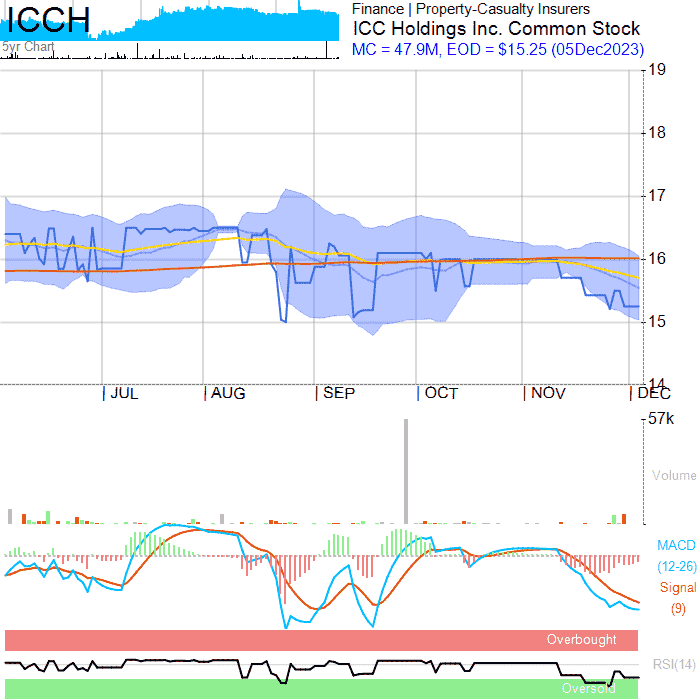 ICCH
5yr Chart
Finance | Property-Casualty Insurers
ICC Holdings Inc. Common Stock
MC = 47.9M, EOD = $15.25 (05Dec2023)
19
18
17
16
15
14
JUL AUG SEP OCT NOV DEC
57k
Volume
MACD
(12-26)
Signal
(9)
Overbought
RSI(14)
Oversold